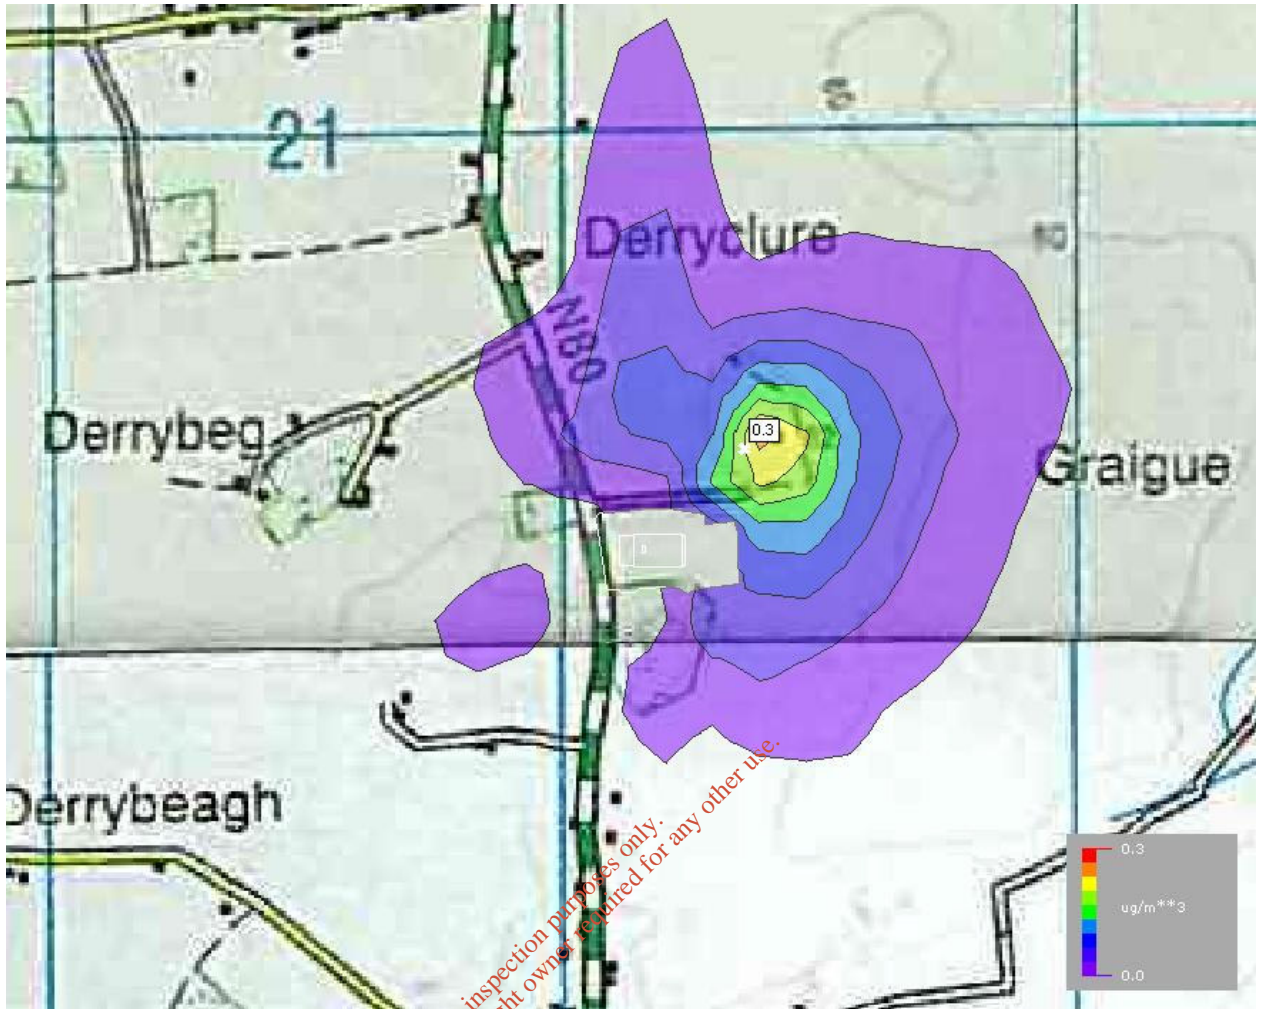 21
Derryclure
N80
Derrybeg
0.3
Graigue
Derrybeagh
0.3
ug/m**3
0.0
inspection purposes only.
owner required for any other use.